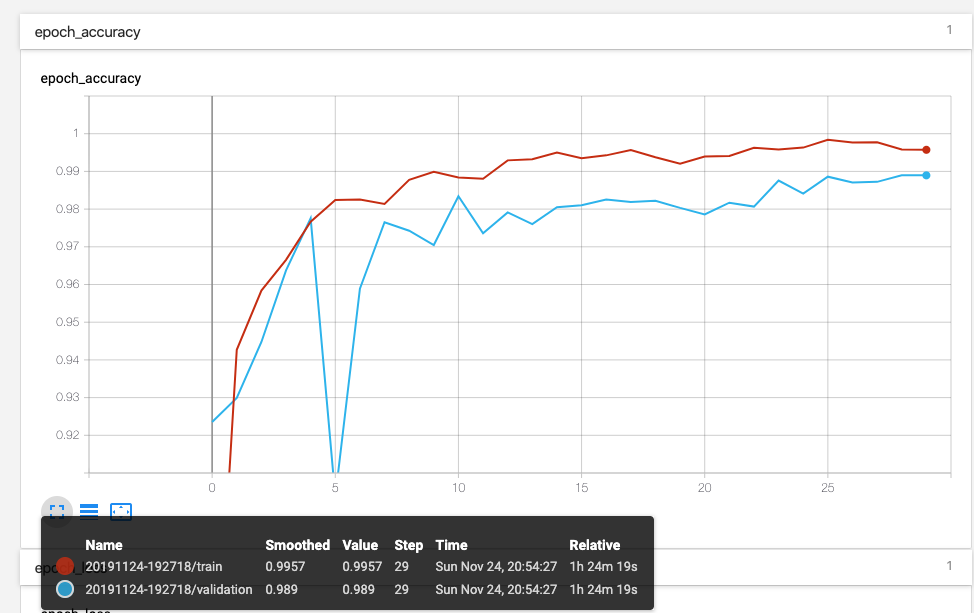 epoch_accuracy 1
epoch_accuracy
1
0.99
0.98
0.97
0.96
0.95
0.94
0.93
0.92
0 5 10 15 20 25
Name Smoothed Value Step Time Relative
20191124-192718/train 0.9957 0.9957 29 Sun Nov 24, 20:54:27 1h 24m 19s
1
20191124-192718/validation 0.989 0.989 29 Sun Nov 24, 20:54:27 1h 24m 19s
epoch_loss